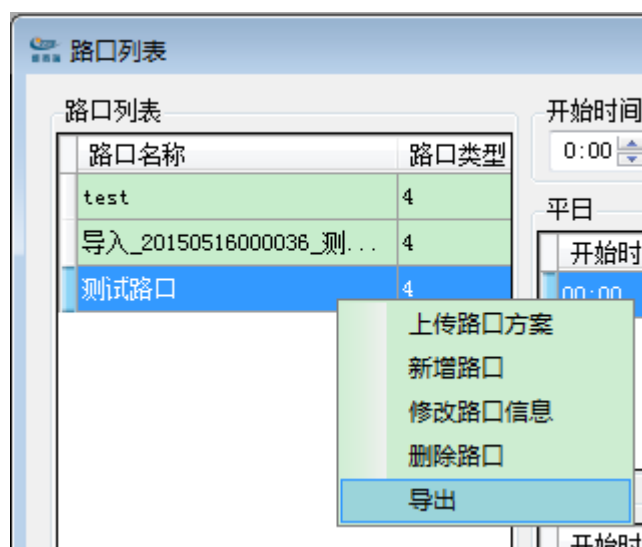 路口列表
路口列表
路口名称 路口类型
test 4
导入_20150516000036_测... 4
测试路口 4
上传路口方案
新增路口
修改路口信息
删除路口
导出
开始时间
0:00
平日
开始时
00:00
开始时